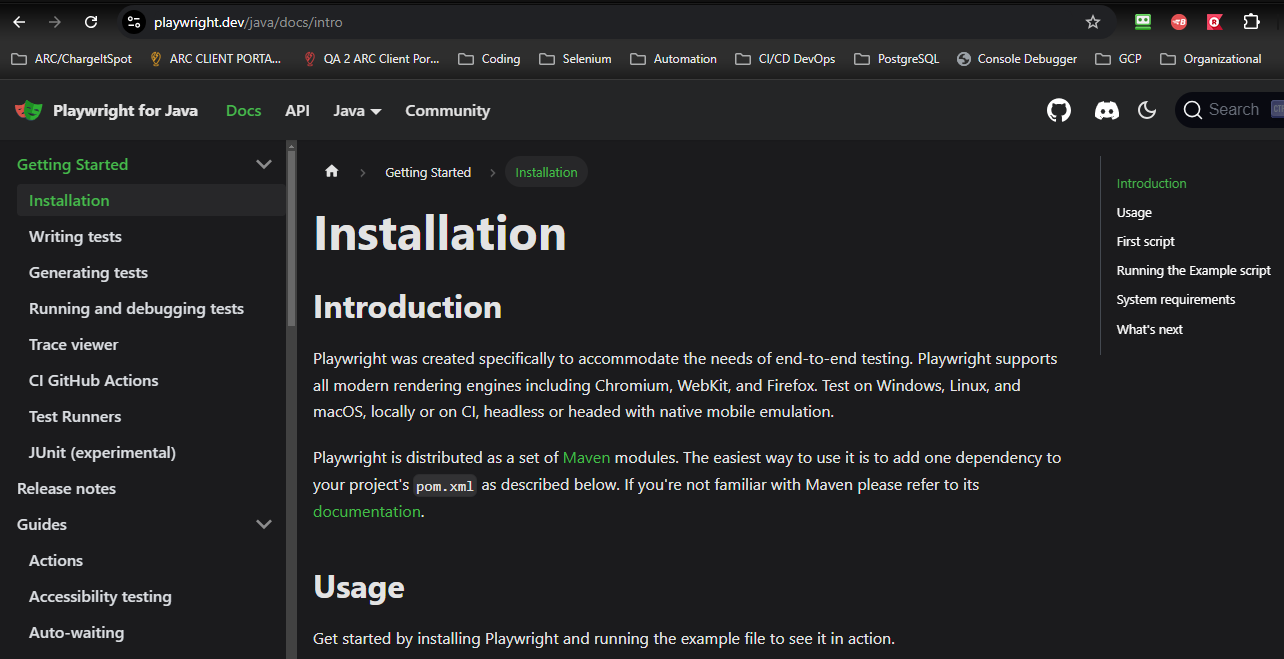 playwright.dev/java/docs/intro
ARC/ChargeItSpot
ARC CLIENT PORTA...
QA 2 ARC Client Por...
Coding
Selenium
Automation
CI/CD DevOps
PostgreSQL
Console Debugger
GCP
Organizational
Playwright for Java
Docs
API
Java
Community
Search
Getting Started
Installation
Writing tests
Generating tests
Running and debugging tests
Trace viewer
CI GitHub Actions
Test Runners
JUnit (experimental)
Release notes
Guides
Actions
Accessibility testing
Auto-waiting
Getting Started
Installation
Installation
Introduction
Playwright was created specifically to accommodate the needs of end-to-end testing. Playwright supports
all modern rendering engines including Chromium, WebKit, and Firefox. Test on Windows, Linux, and
macOS, locally or on CI, headless or headed with native mobile emulation.
Playwright is distributed as a set of Maven modules. The easiest way to use it is to add one dependency to
your project's pom.xml as described below. If you're not familiar with Maven please refer to its
documentation.
Usage
Get started by installing Playwright and running the example file to see it in action.
Introduction
Usage
First script
Running the Example script
System requirements
What's next